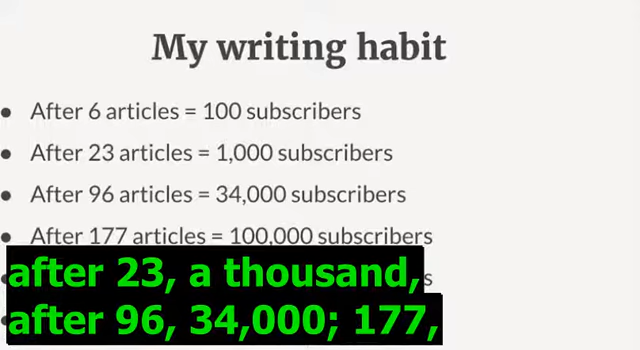 My writing habit
• After 6 articles = 100 subscribers
• After 23 articles = 1,000 subscribers
• After 96 articles = 34,000 subscribers
• After 177 articles = 100,000 subscribers
after 23, a thousand,
after 96, 34,000; 177,